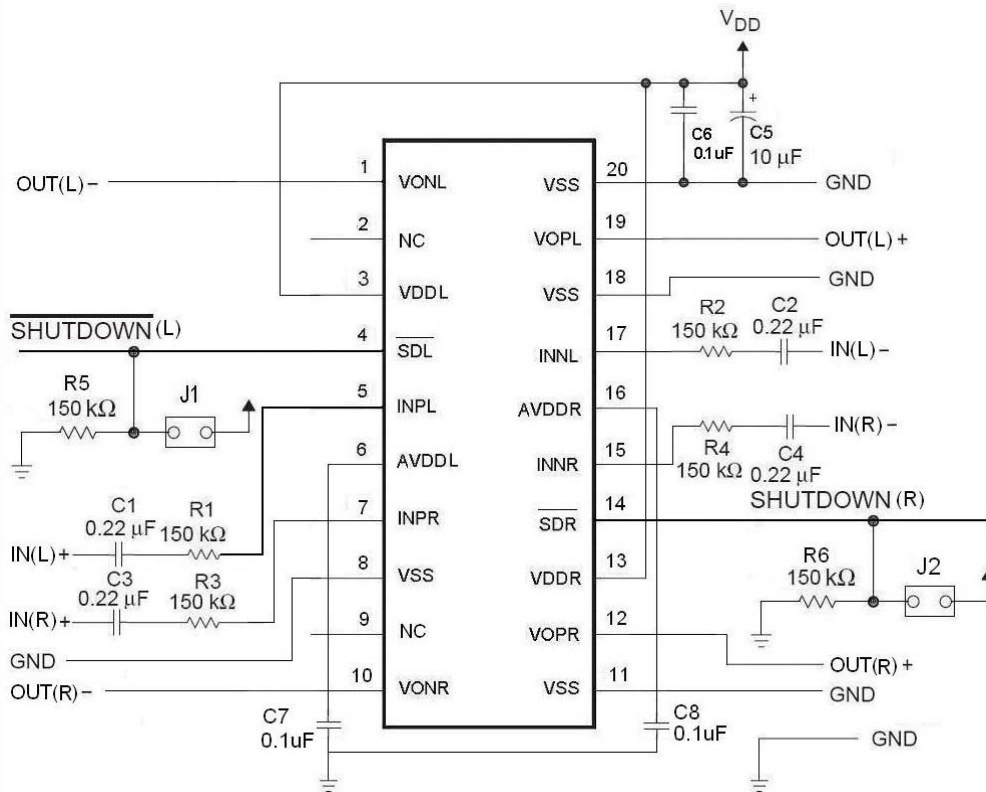 V_DD
C6
0.1uF
+
C5
10 µF
OUT(L)−
1
VONL
VSS
20
GND
2
NC
VOPL
19
OUT(L)+
3
VDDL
VSS
18
GND
SHUTDOWN(L)
4
SDL
INNL
17
R2
150 kΩ
C2
0.22 µF
IN(L)−
R5
150 kΩ
J1
5
INPL
AVDDR
16
6
AVDDL
INNR
15
R4
150 kΩ
C4
0.22 µF
IN(R)−
7
INPR
SDR
14
SHUTDOWN (R)
C1
0.22 µF
R1
150 kΩ
IN(L)+
8
VSS
VDDR
13
R6
150 kΩ
J2
C3
0.22 µF
R3
150 kΩ
IN(R)+
9
NC
VOPR
12
OUT(R)+
GND
10
VONR
VSS
11
GND
OUT(R)−
C7
0.1uF
C8
0.1uF
GND